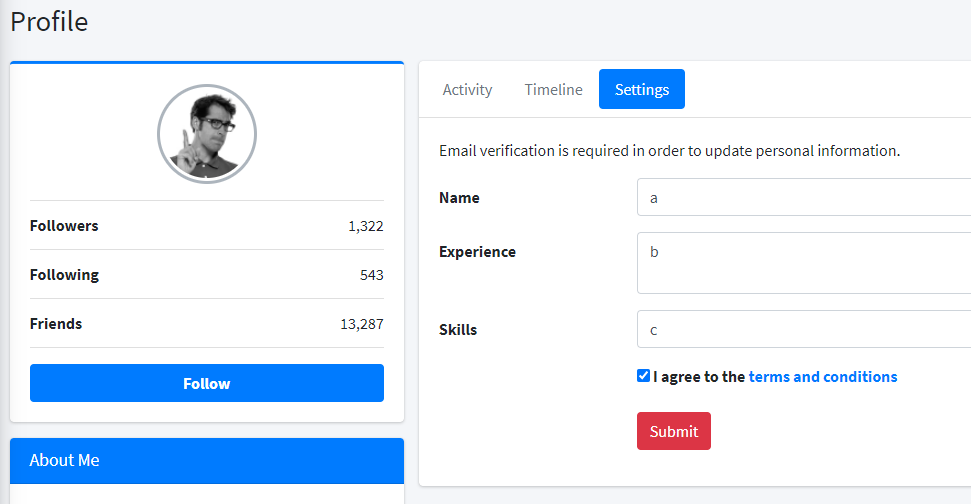 Profile
Followers 1,322
Following 543
Friends 13,287
Follow
About Me
Activity Timeline Settings
Email verification is required in order to update personal information.
Name a
Experience b
Skills c
I agree to the terms and conditions
Submit